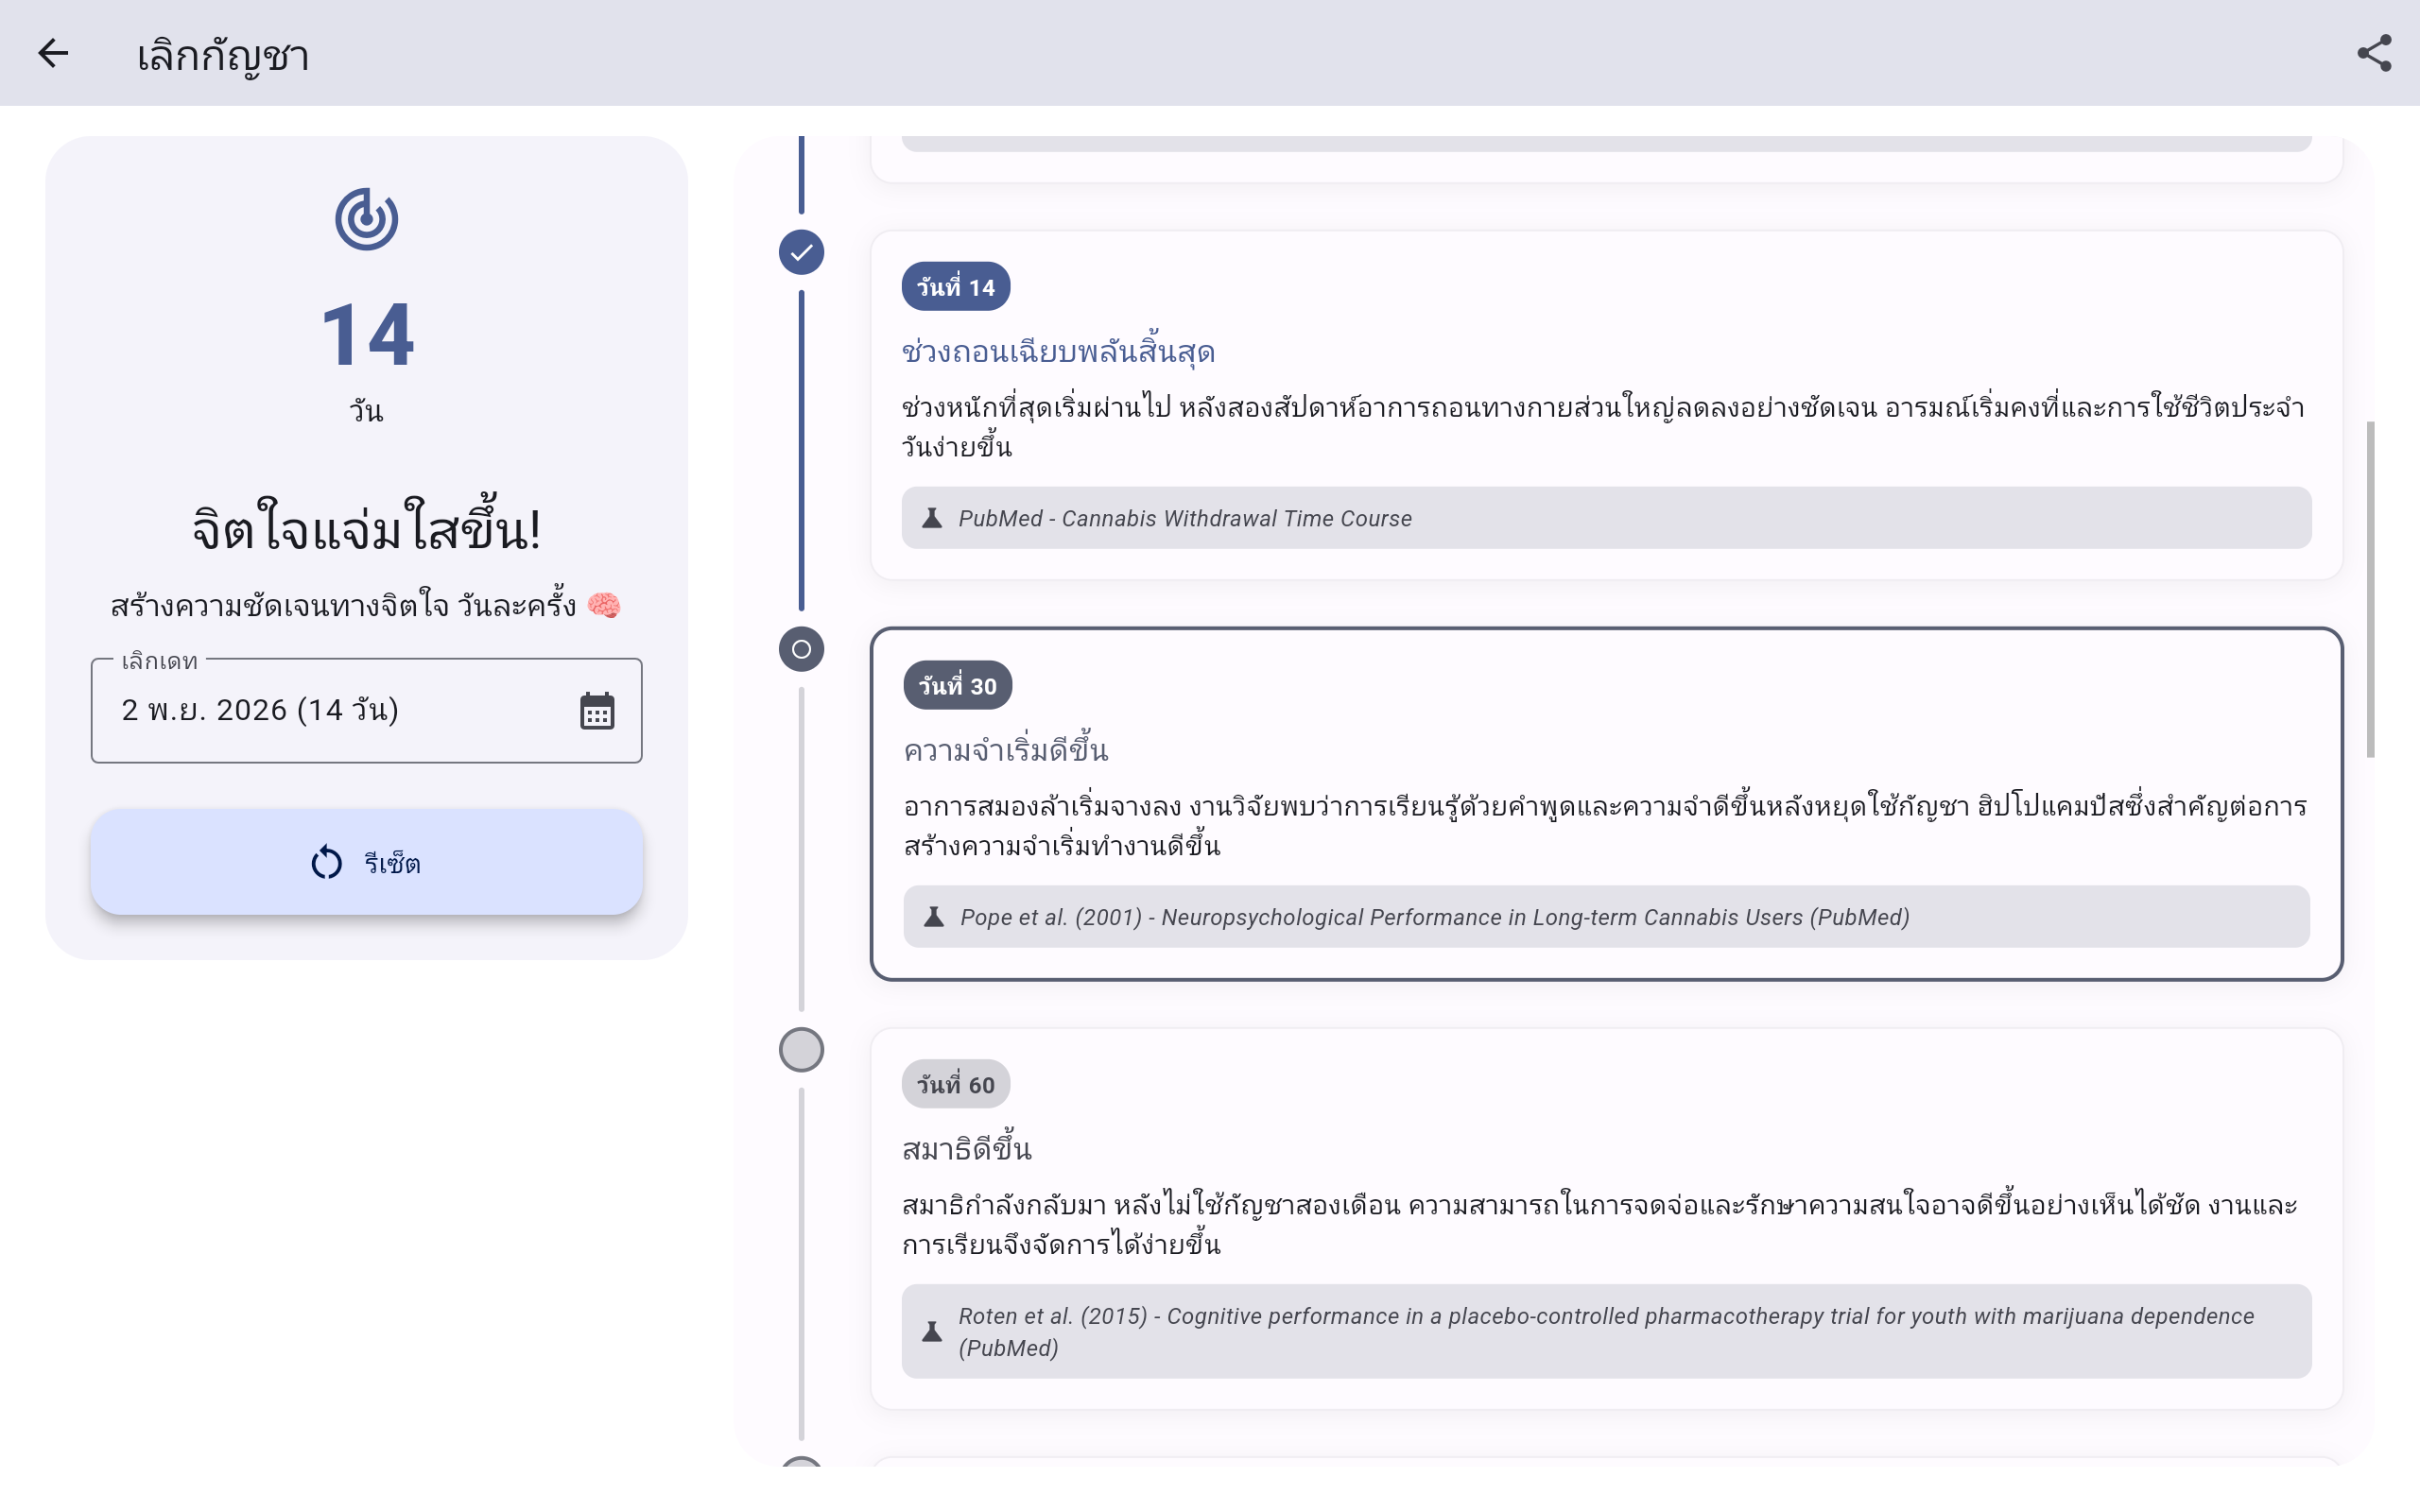 เลิกกัญชา
14
วัน
จิตใจแจ่มใสขึ้น!
สร้างความชัดเจนทางจิตใจ วันละครั้ง 🧠
เลิกเดท
2 พ.ย. 2026 (14 วัน)
รีเซ็ต
วันที่ 14
ช่วงถอนเฉียบพลันสิ้นสุด
ช่วงหนักที่สุดเริ่มผ่านไป หลังสองสัปดาห์อาการถอนทางกายส่วนใหญ่ลดลงอย่างชัดเจน อารมณ์เริ่มคงที่และการใช้ชีวิตประจำ
วันง่ายขึ้น
PubMed - Cannabis Withdrawal Time Course
วันที่ 30
ความจำเริ่มดีขึ้น
อาการสมองล้าเริ่มจางลง งานวิจัยพบว่าการเรียนรู้ด้วยคำพูดและความจำดีขึ้นหลังหยุดใช้กัญชา ฮิปโปแคมปัสซึ่งสำคัญต่อการ
สร้างความจำเริ่มทำงานดีขึ้น
Pope et al. (2001) - Neuropsychological Performance in Long-term Cannabis Users (PubMed)
วันที่ 60
สมาธิดีขึ้น
สมาธิกำลังกลับมา หลังไม่ใช้กัญชาสองเดือน ความสามารถในการจดจ่อและรักษาความสนใจอาจดีขึ้นอย่างเห็นได้ชัด งานและ
การเรียนจึงจัดการได้ง่ายขึ้น
Roten et al. (2015) - Cognitive performance in a placebo-controlled pharmacotherapy trial for youth with marijuana dependence
(PubMed)